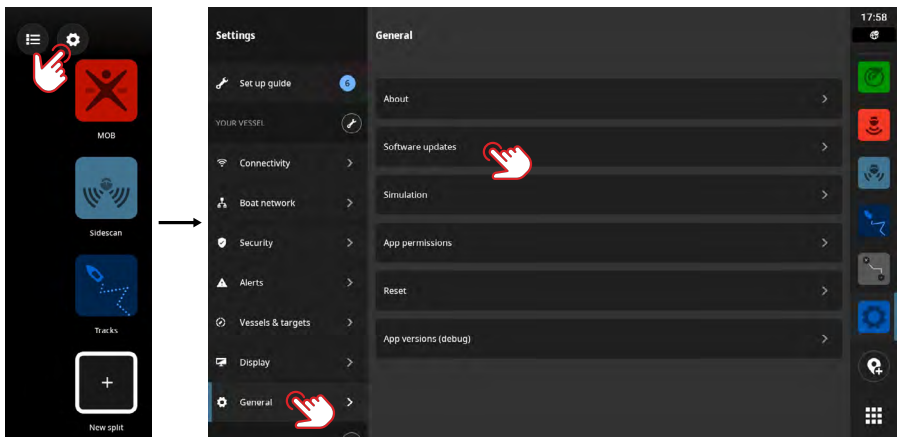 MOB
Sidescan
Tracks
New split
Settings
Set up guide
6
YOUR VESSEL
Connectivity
Boat network
Security
Alerts
Vessels & targets
Display
General
General
About
Software updates
Simulation
App permissions
Reset
App versions (debug)
17:58